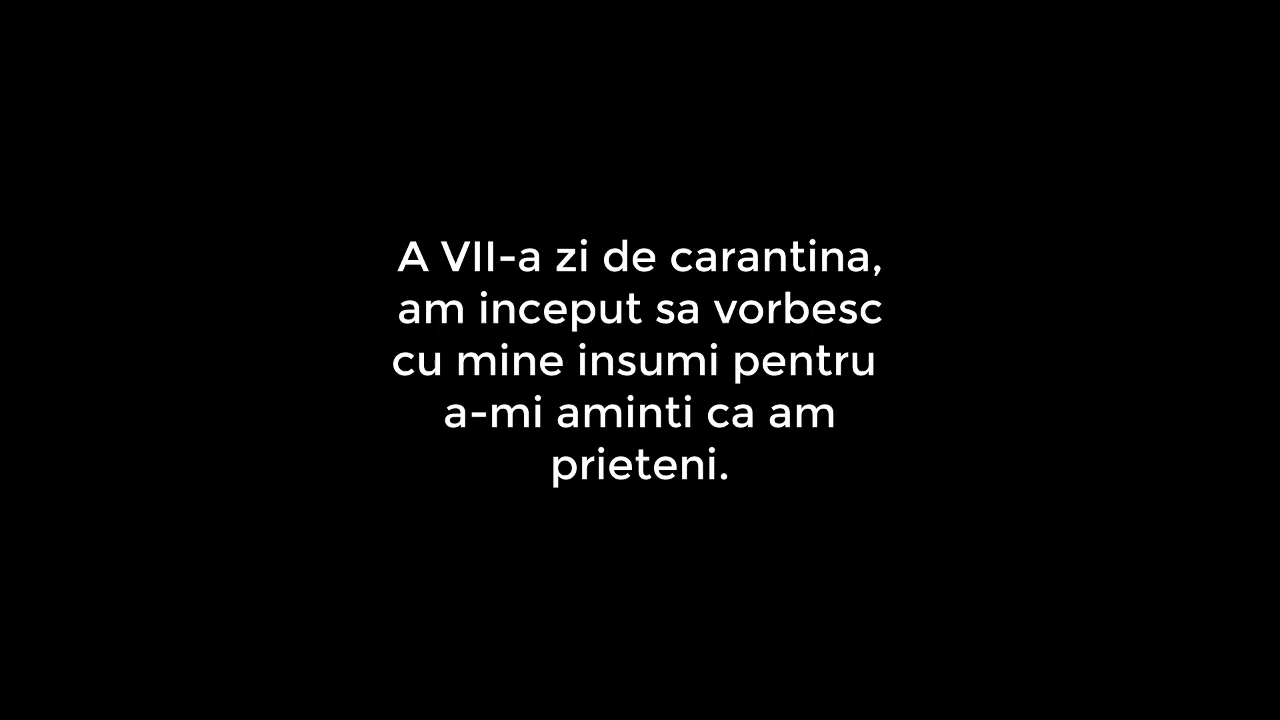 A VII-a zi de carantina,
am inceput sa vorbesc
cu mine insumi pentru
a-mi aminti ca am
prieteni.